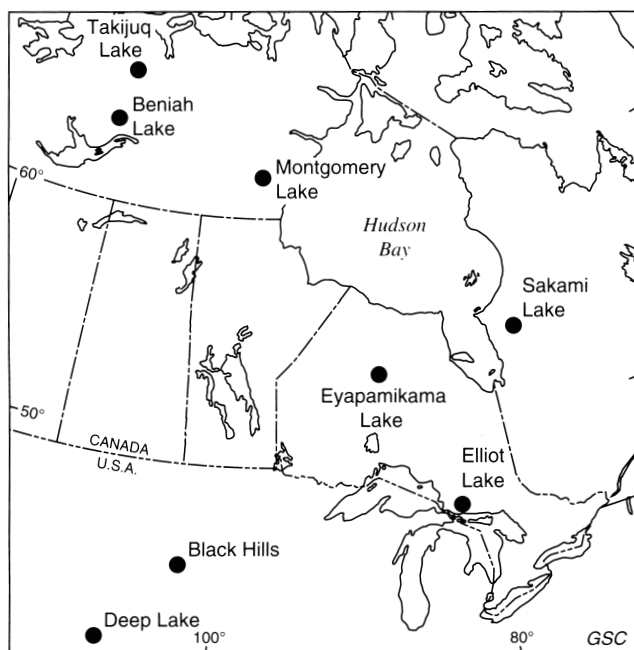 Takijuq
Lake
Beniah
Lake
60°
Montgomery
Lake
Hudson
Bay
Sakami
Lake
Eyapamikama
Lake
50°
CANADA
U.S.A.
Elliot
Lake
Black Hills
Deep Lake
100°
80°
GSC